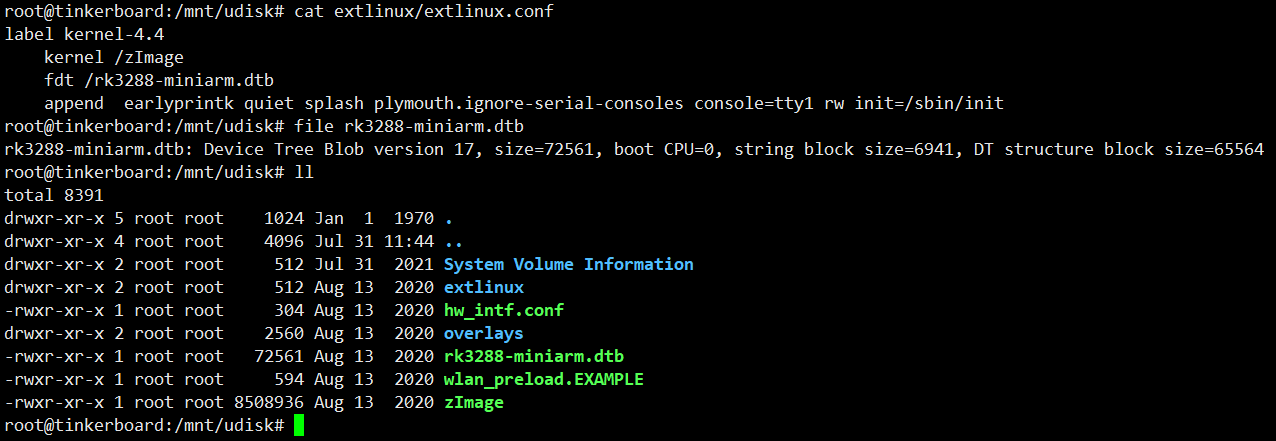 root@tinkerboard:/mnt/udisk# cat extlinux/extlinux.conf
label kernel-4.4
    kernel /zImage
    fdt /rk3288-miniarm.dtb
    append  earlyprintk quiet splash plymouth.ignore-serial-consoles console=tty1 rw init=/sbin/init
root@tinkerboard:/mnt/udisk# file rk3288-miniarm.dtb
rk3288-miniarm.dtb: Device Tree Blob version 17, size=72561, boot CPU=0, string block size=6941, DT structure block size=65564
root@tinkerboard:/mnt/udisk# ll
total 8391
drwxr-xr-x 5 root root    1024 Jan  1  1970 .
drwxr-xr-x 4 root root    4096 Jul 31 11:44 ..
drwxr-xr-x 2 root root     512 Jul 31  2021 System Volume Information
drwxr-xr-x 2 root root     512 Aug 13  2020 extlinux
-rwxr-xr-x 1 root root     304 Aug 13  2020 hw_intf.conf
drwxr-xr-x 2 root root    2560 Aug 13  2020 overlays
-rwxr-xr-x 1 root root   72561 Aug 13  2020 rk3288-miniarm.dtb
-rwxr-xr-x 1 root root     594 Aug 13  2020 wlan_preload.EXAMPLE
-rwxr-xr-x 1 root root 8508936 Aug 13  2020 zImage
root@tinkerboard:/mnt/udisk#